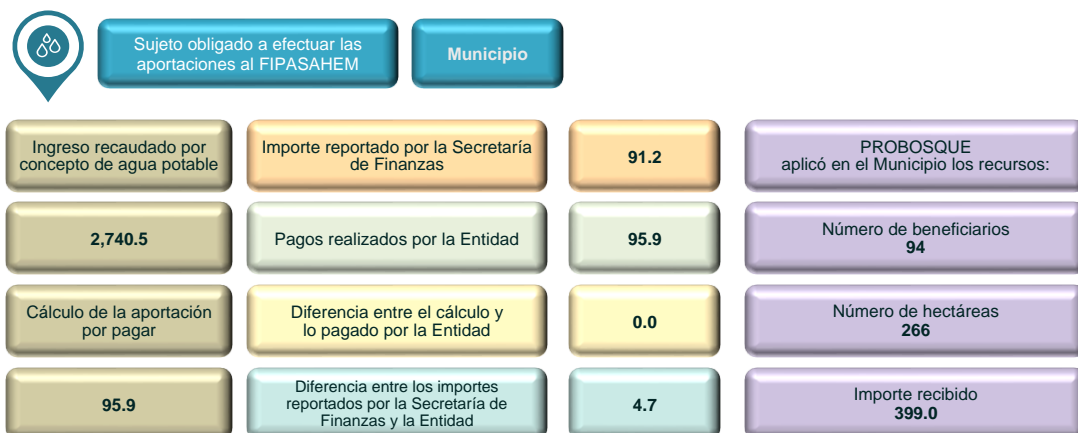 Sujeto obligado a efectuar las
aportaciones al FIPASAHEM
Municipio
Ingreso recaudado por
concepto de agua potable
Importe reportado por la Secretaría
de Finanzas
91.2
PROBOSQUE
aplicó en el Municipio los recursos:
2,740.5
Pagos realizados por la Entidad
95.9
Número de beneficiarios
94
Cálculo de la aportación
por pagar
Diferencia entre el cálculo y
lo pagado por la Entidad
0.0
Número de hectáreas
266
95.9
Diferencia entre los importes
reportados por la Secretaría de
Finanzas y la Entidad
4.7
Importe recibido
399.0